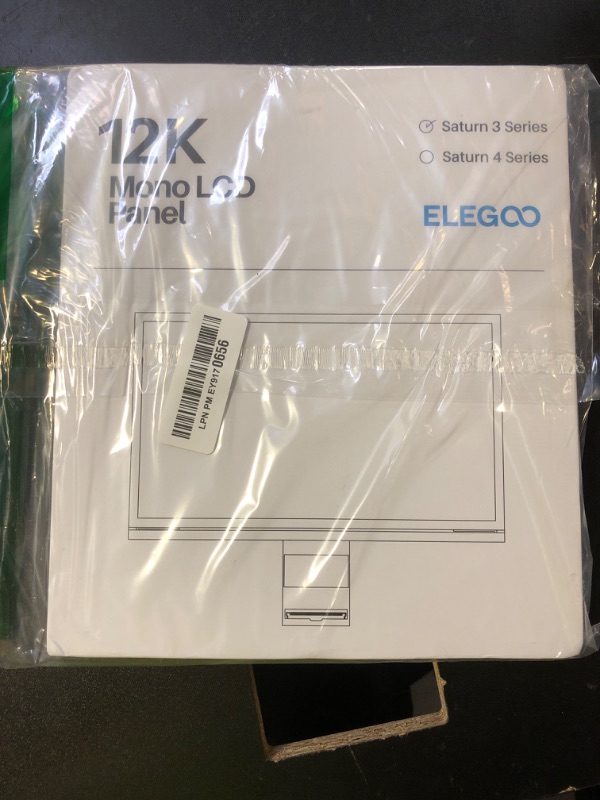 12K
Mono LCD
Panel
Saturn 3 Series
Saturn 4 Series
ELEGOO
LPN PM EY917 0656